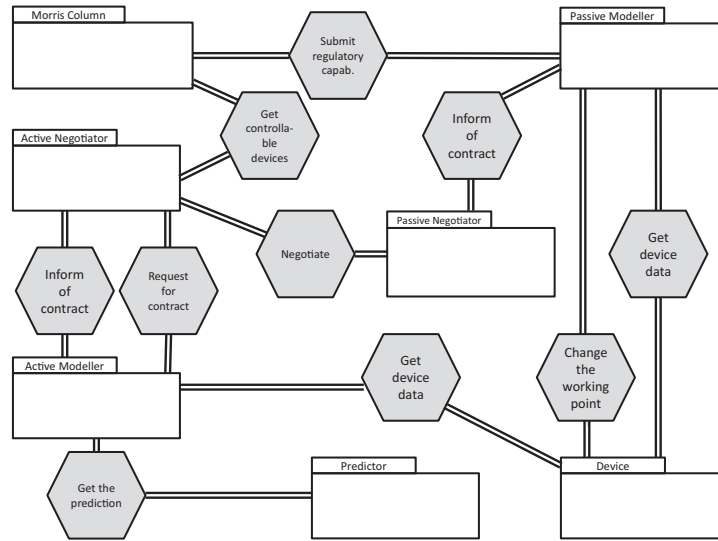 Morris Column
Submit
regulatory
capab.
Passive Modeller
Get
controlla-
ble
devices
Inform
of
contract
Active Negotiator
Passive Negotiator
Negotiate
Get
device
data
Inform
of
contract
Request
for
contract
Active Modeller
Get
device
data
Change
the
working
point
Get the
prediction
Predictor
Device